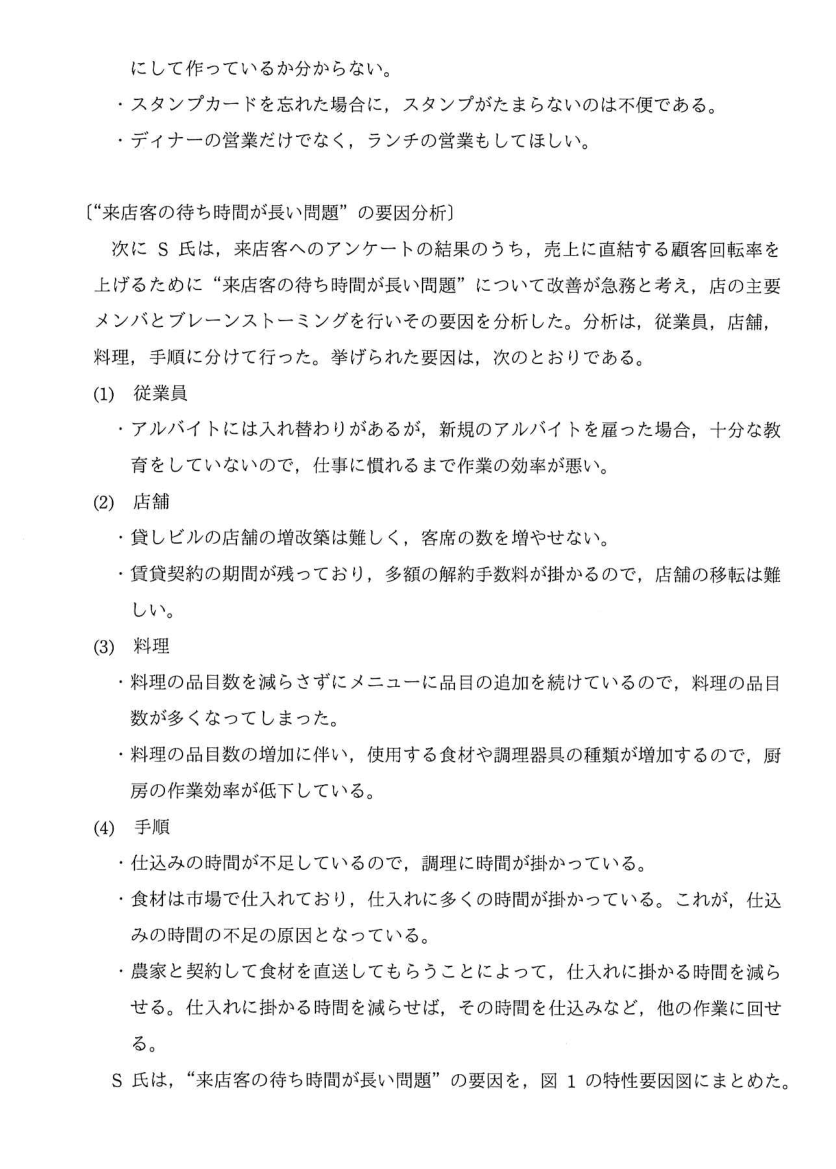 にして作っているか分からない。
・スタンプカードを忘れた場合に，スタンプがたまらないのは不便である。
・ディナーの営業だけでなく，ランチの営業もしてほしい。
〔“来店客の待ち時間が長い問題”の要因分析〕
次に S 氏は，来店客へのアンケートの結果のうち，売上に直結する顧客回転率を
上げるために“来店客の待ち時間が長い問題”について改善が急務と考え，店の主要
メンバとブレーンストーミングを行いその要因を分析した。分析は，従業員，店舗，
料理，手順に分けて行った。挙げられた要因は，次のとおりである。
(1) 従業員
・アルバイトには入れ替わりがあるが，新規のアルバイトを雇った場合，十分な教
育をしていないので，仕事に慣れるまで作業の効率が悪い。
(2) 店舗
・貸しビルの店舗の増改築は難しく，客席の数を増やせない。
・賃貸契約の期間が残っており，多額の解約手数料が掛かるので，店舗の移転は難
しい。
(3) 料理
・料理の品目数を減らさずにメニューに品目の追加を続けているので，料理の品目
数が多くなってしまった。
・料理の品目数の増加に伴い，使用する食材や調理器具の種類が増加するので，厨
房の作業効率が低下している。
(4) 手順
・仕込みの時間が不足しているので，調理に時間が掛かっている。
・食材は市場で仕入れており，仕入れに多くの時間が掛かっている。これが，仕込
みの時間の不足の原因となっている。
・農家と契約して食材を直送してもらうことによって，仕入れに掛かる時間を減ら
せる。仕入れに掛かる時間を減らせば，その時間を仕込みなど，他の作業に回せ
る。
S 氏は，“来店客の待ち時間が長い問題”の要因を，図 1 の特性要因図にまとめた。